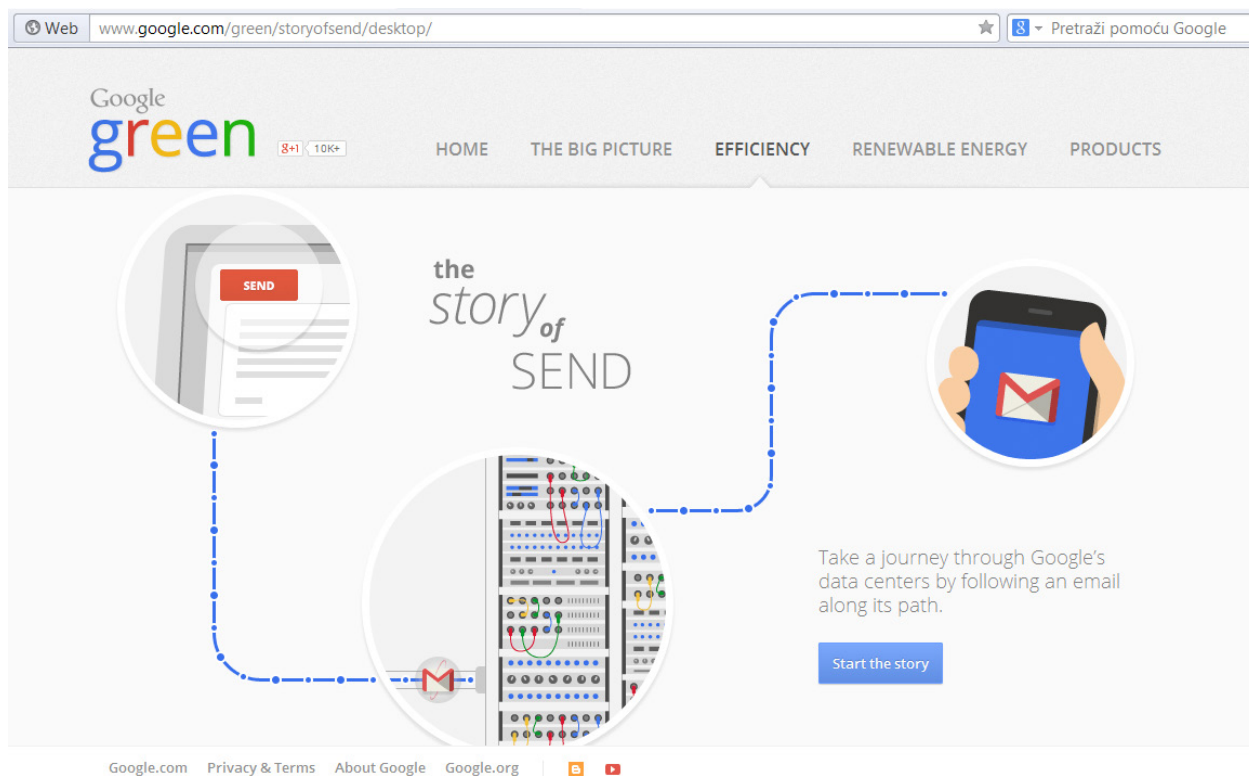 Web www.google.com/green/storyofsend/desktop/ 8 Pretraži pomoću Google
Google
green
g+1 10K+
HOME THE BIG PICTURE EFFICIENCY RENEWABLE ENERGY PRODUCTS
SEND
the
story of
SEND
Take a journey through Google’s
data centers by following an email
along its path.
Start the story
Google.com Privacy & Terms About Google Google.org